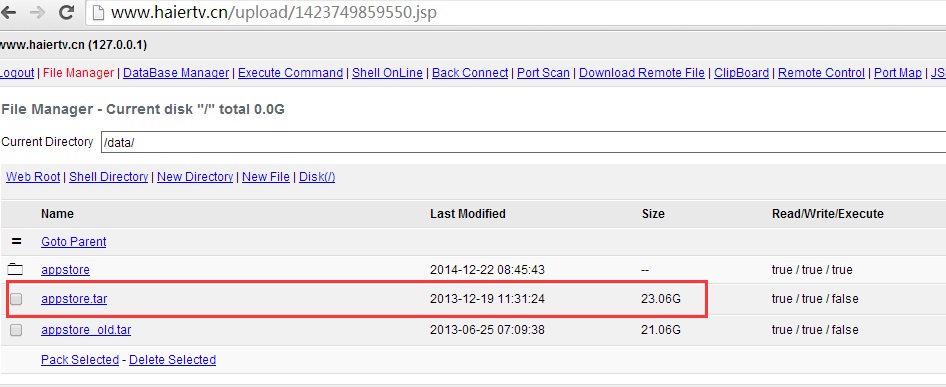 www.haiertv.cn/upload/1423749859550.jsp
www.haiertv.cn (127.0.0.1)
Logout | File Manager | DataBase Manager | Execute Command | Shell OnLine | Back Connect | Port Scan | Download Remote File | ClipBoard | Remote Control | Port Map | JS
File Manager - Current disk "/" total 0.0G
Current Directory /data/
Web Root | Shell Directory | New Directory | New File | Disk(/)
Name Last Modified Size Read/Write/Execute
= Goto Parent
appstore 2014-12-22 08:45:43 -- true / true / true
appstore.tar 2013-12-19 11:31:24 23.06G true / true / false
appstore_old.tar 2013-06-25 07:09:38 21.06G true / true / false
Pack Selected - Delete Selected